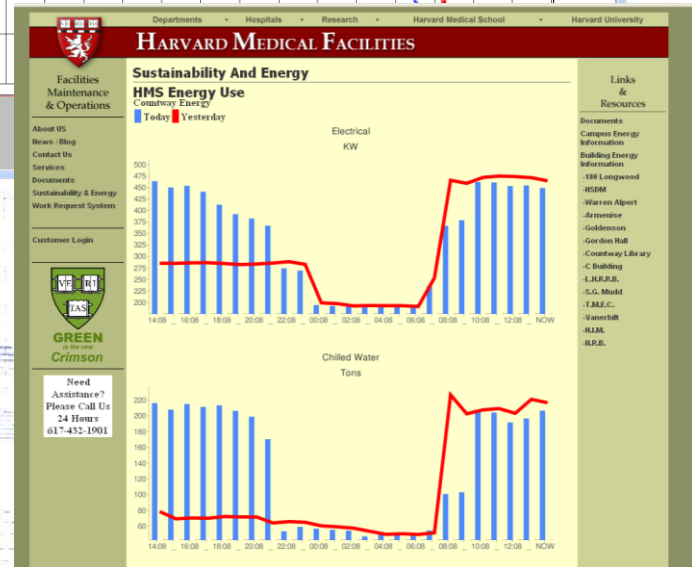 Departments • Hospitals • Research • Harvard Medical School • Harvard University
HARVARD MEDICAL FACILITIES
Facilities
Maintenance
& Operations
About US
News / Blog
Contact Us
Services
Documents
Sustainability & Energy
Work Request System
Customer Login
VE RI
TAS
GREEN
is the new
Crimson
Need
Assistance?
Please Call Us
24 Hours
617-432-1901
Sustainability And Energy
HMS Energy Use
Countway Energy
Today Yesterday
Electrical
KW
500
475
450
425
400
375
350
325
300
275
250
225
200
14:08 _ 16:08 _ 18:08 _ 20:08 _ 22:08 _ 00:08 _ 02:08 _ 04:08 _ 06:08 _ 08:08 _ 10:08 _ 12:08 _ NOW
Chilled Water
Tons
220
200
180
160
140
120
100
80
60
14:08 _ 16:08 _ 18:08 _ 20:08 _ 22:08 _ 00:08 _ 02:08 _ 04:08 _ 06:08 _ 08:08 _ 10:08 _ 12:08 _ NOW
Links
&
Resources
Documents
Campus Energy
Information
Building Energy
Information
-180 Longwood
-HSDM
-Warren Alpert
-Armenise
-Goldenson
-Gordon Hall
-Countway Library
-C Building
-L.H.R.R.B.
-S.G. Mudd
-T.M.E.C.
-Vanerbilt
-H.I.M.
-N.R.B.